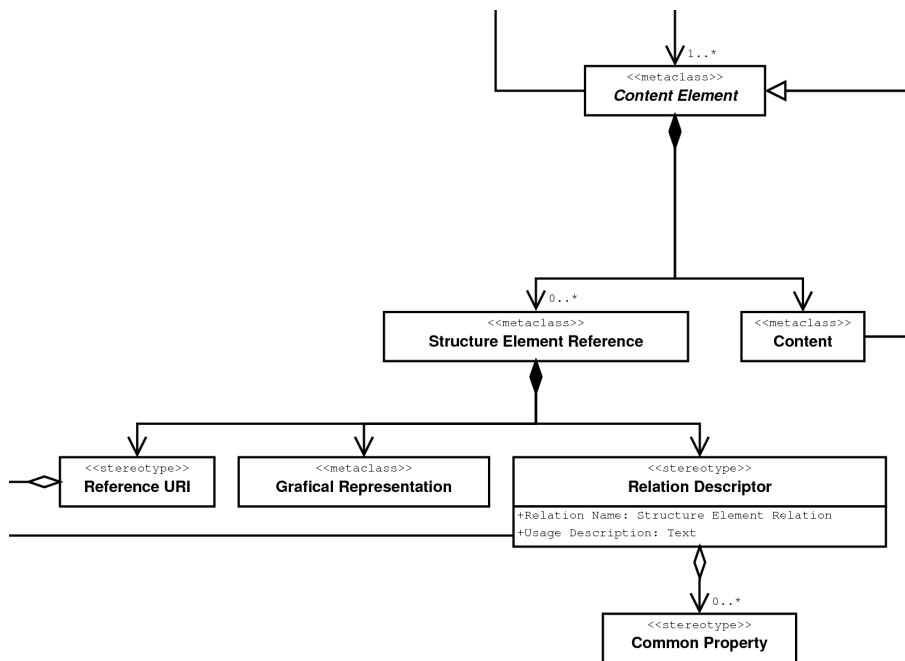 1..*
<<metaclass>>
Content Element
0..*
<<metaclass>>
Structure Element Reference
<<metaclass>>
Content
<<stereotype>>
Reference URI
<<metaclass>>
Grafical Representation
<<stereotype>>
Relation Descriptor
+Relation Name: Structure Element Relation
+Usage Description: Text
0..*
<<stereotype>>
Common Property